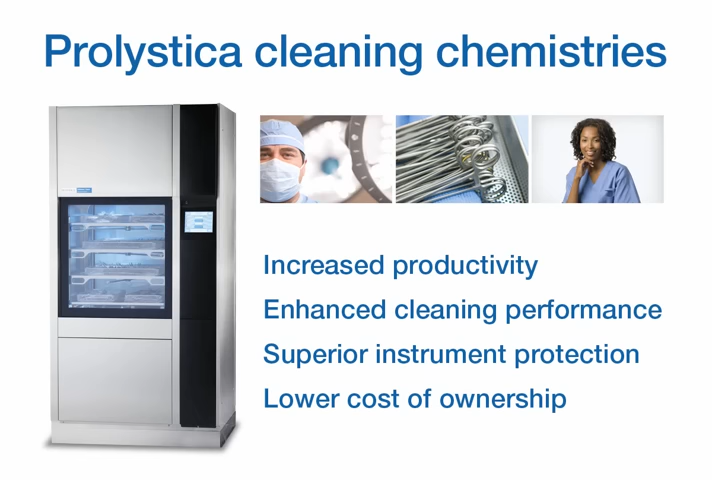 Prolystica cleaning chemistries
Increased productivity
Enhanced cleaning performance
Superior instrument protection
Lower cost of ownership